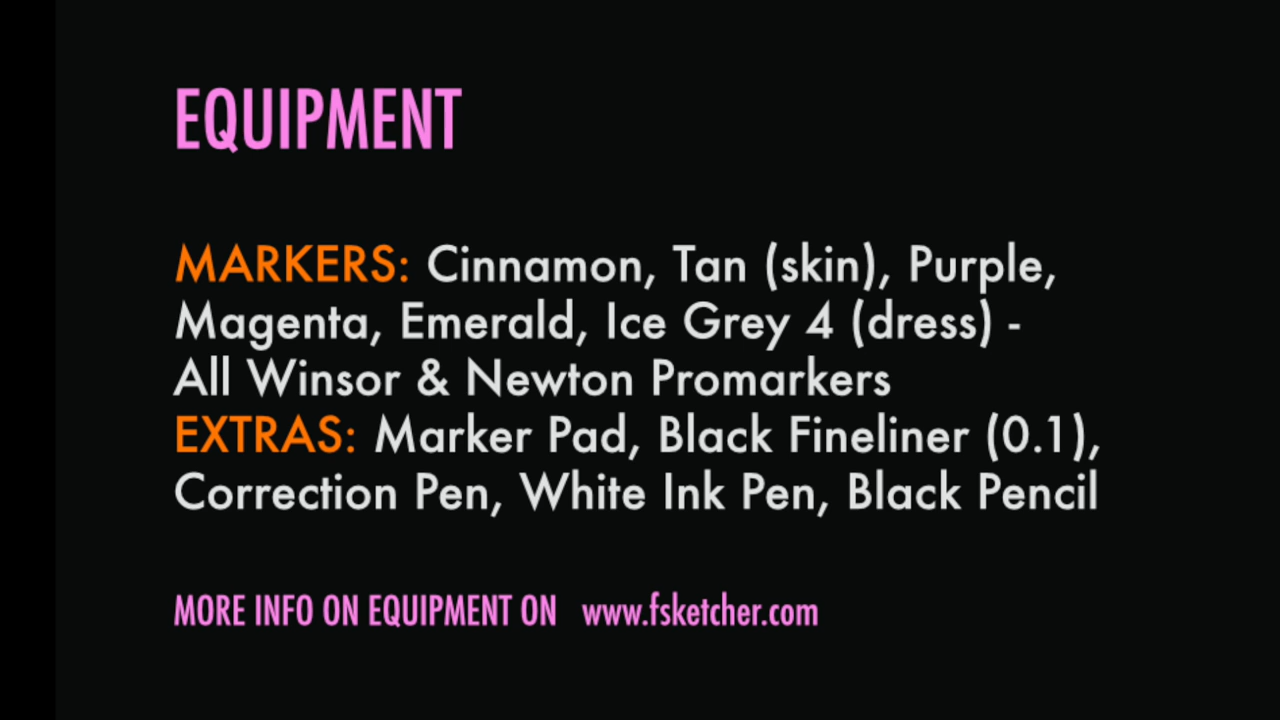 EQUIPMENT
MARKERS: Cinnamon, Tan (skin), Purple,
Magenta, Emerald, Ice Grey 4 (dress) -
All Winsor & Newton Promarkers
EXTRAS: Marker Pad, Black Fineliner (0.1),
Correction Pen, White Ink Pen, Black Pencil
MORE INFO ON EQUIPMENT ON www.fsketcher.com